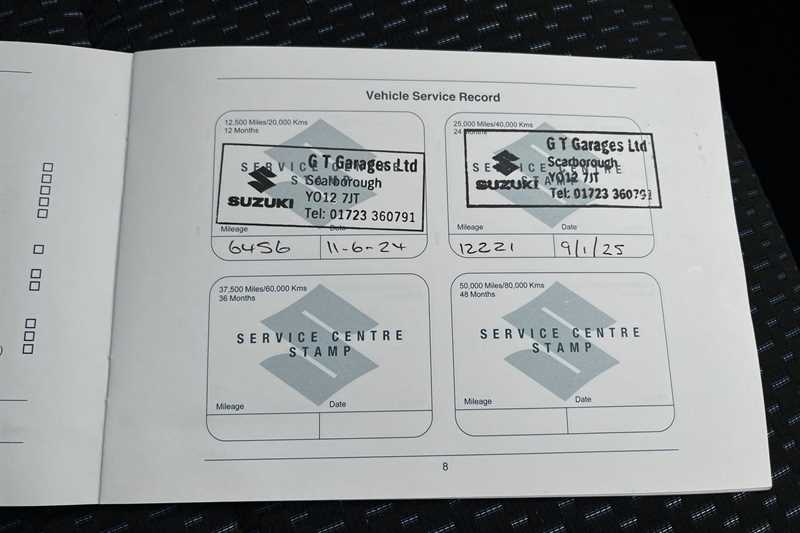 Vehicle Service Record
12,500 Miles/20,000 Kms
12 Months
SERVICE CENTRE
STAMP
G T Garages Ltd
Scarborough
YO12 7JT
Tel: 01723 360791
SUZUKI
Mileage Date
6456 11-6-24
25,000 Miles/40,000 Kms
24 Months
SERVICE CENTRE
STAMP
G T Garages Ltd
Scarborough
YO12 7JT
Tel: 01723 360791
SUZUKI
Mileage Date
12221 9/1/25
37,500 Miles/60,000 Kms
36 Months
SERVICE CENTRE
STAMP
Mileage Date
50,000 Miles/80,000 Kms
48 Months
SERVICE CENTRE
STAMP
Mileage Date
8